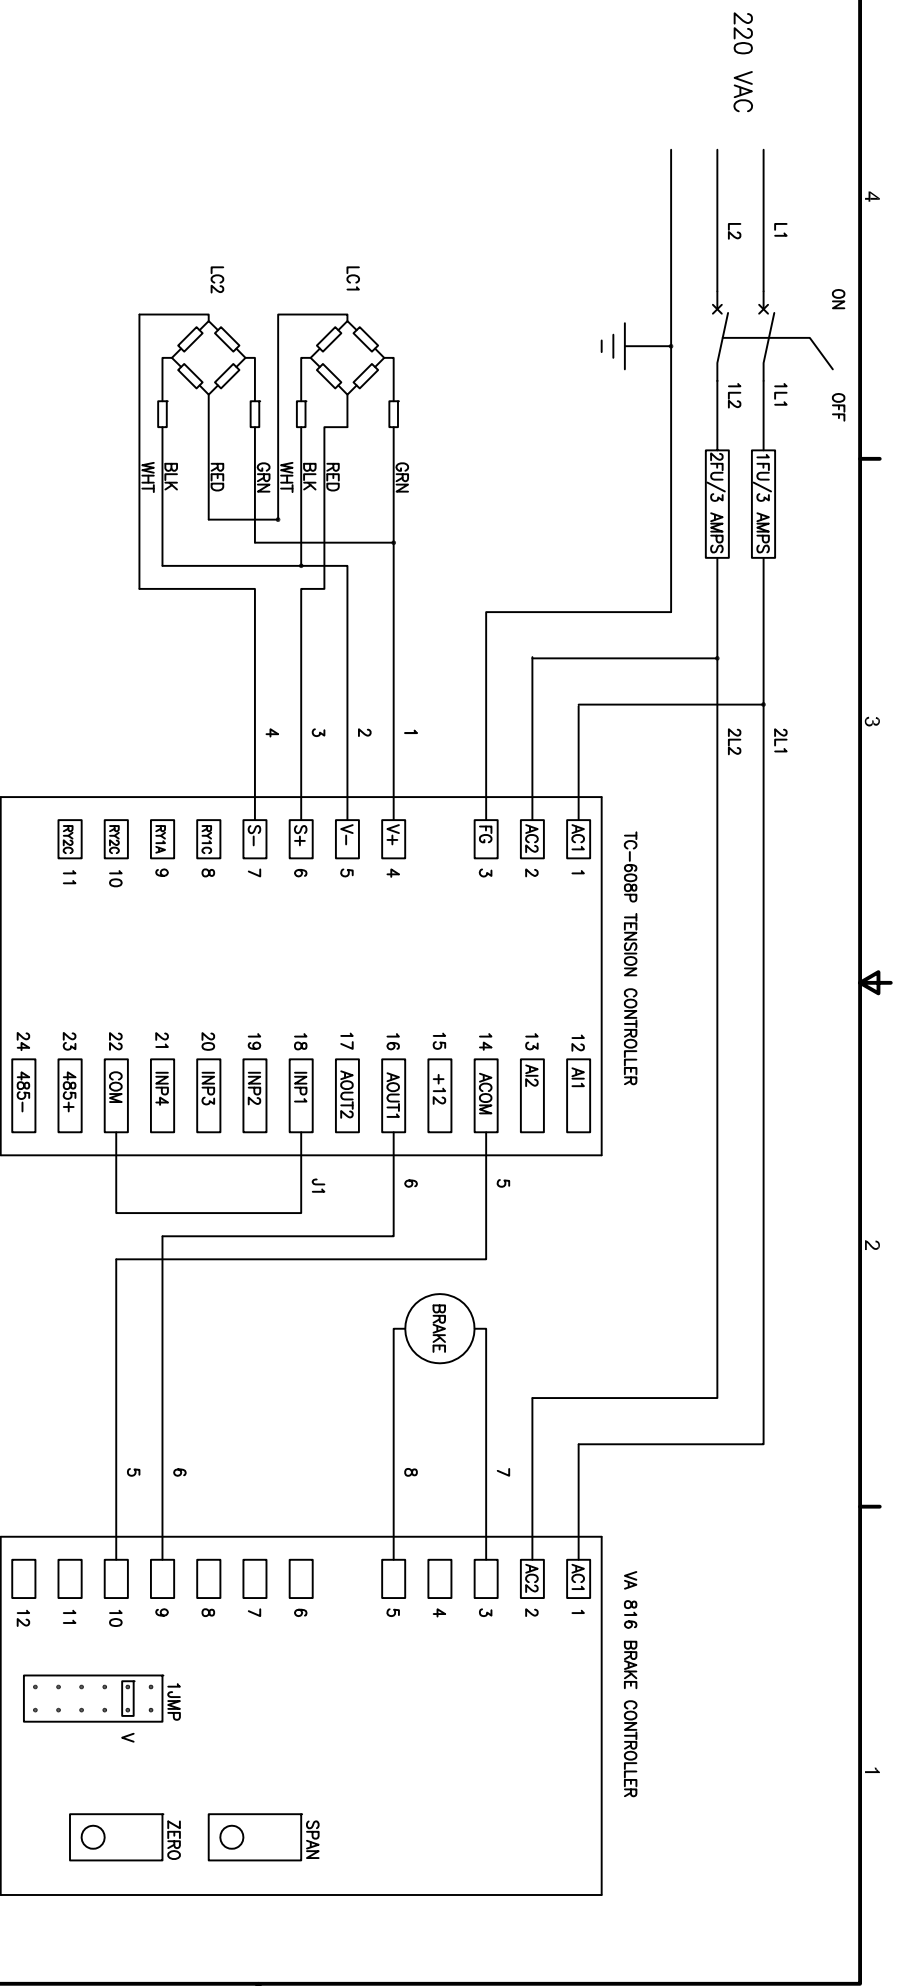 220 VAC
4
3
2
1
ON
OFF
L1
L2
1L1
1L2
1FU/3 AMPS
2FU/3 AMPS
2L1
2L2
LC1
LC2
GRN
RED
BLK
WHT
GRN
RED
BLK
WHT
1
2
3
4
TC-608P TENSION CONTROLLER
AC1 1
AC2 2
FG 3
V+ 4
V- 5
S+ 6
S- 7
RY1C 8
RY1A 9
RY2C 10
RY2C 11
12 AI1
13 AI2
14 ACOM
15 +12
16 AOUT1
17 AOUT2
18 INP1
19 INP2
20 INP3
21 INP4
22 COM
23 485+
24 485-
5
6
J1
BRAKE
7
8
6
5
VA 816 BRAKE CONTROLLER
AC1 1
AC2 2
3
4
5
6
7
8
9
10
11
12
1JMP
V
SPAN
ZERO